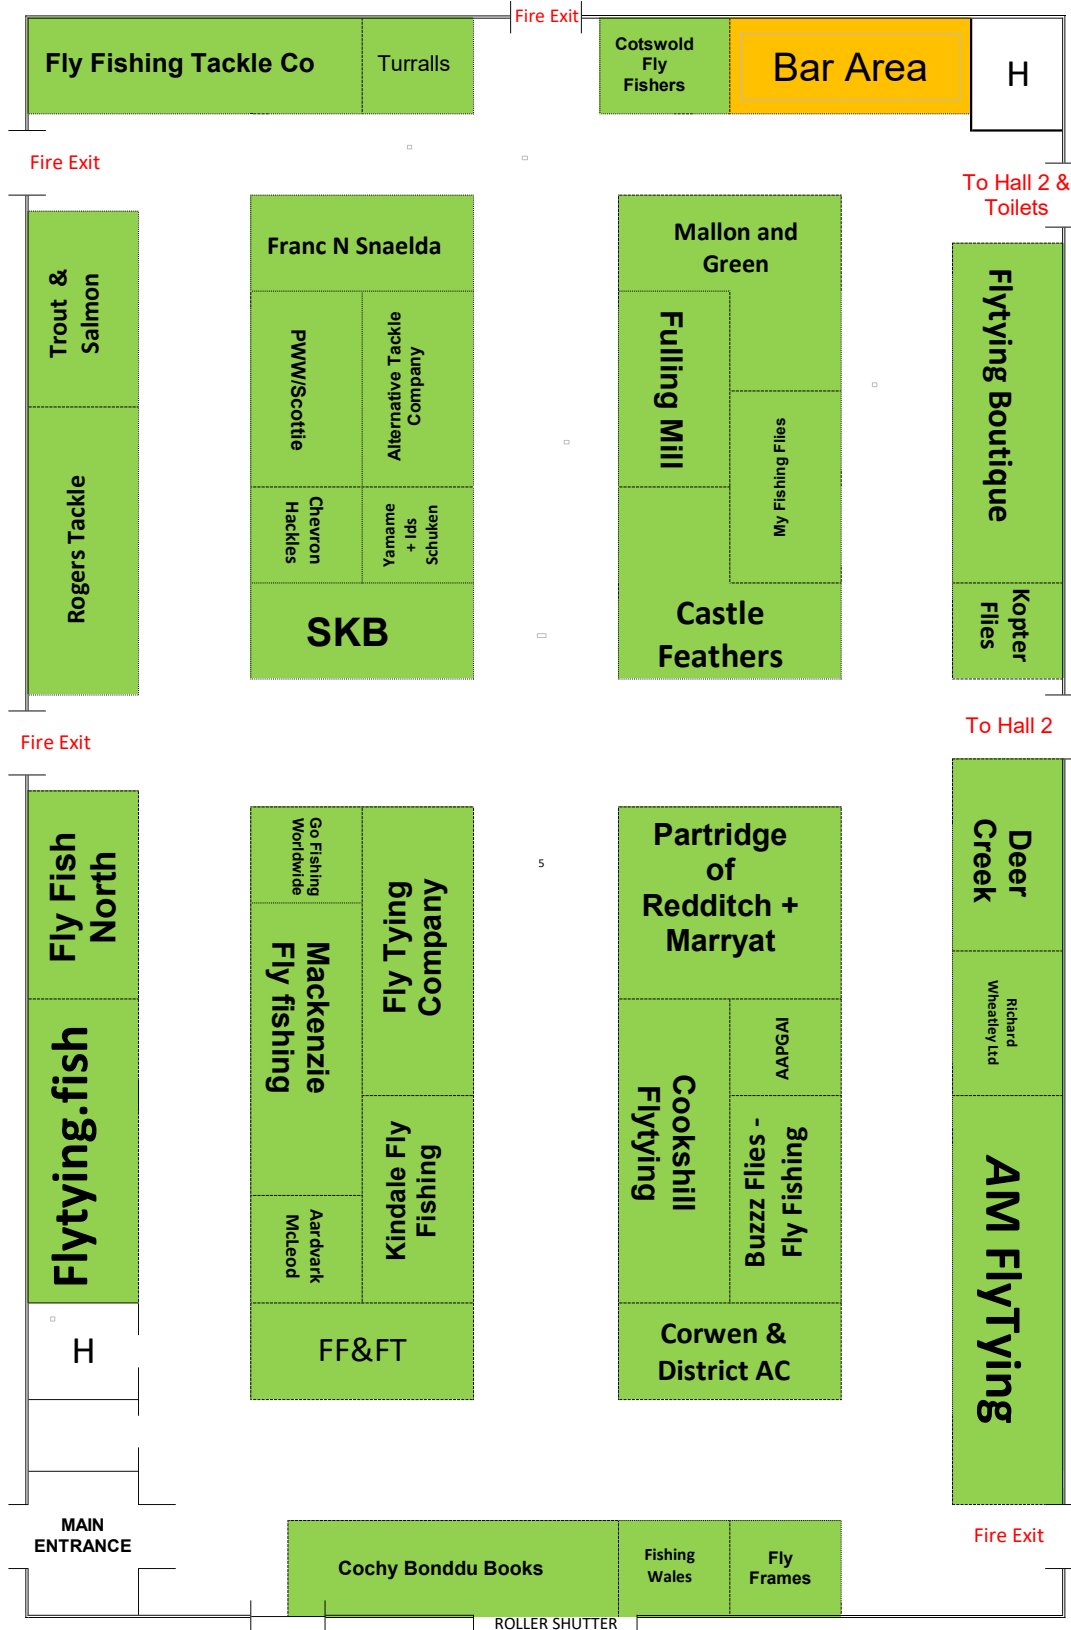 Fire Exit
Fly Fishing Tackle Co
Turralls
Cotswold
Fly
Fishers
Bar Area
H
Fire Exit
To Hall 2 &
Toilets
Trout &
Salmon
Rogers Tackle
Franc N Snaelda
PWW/Scottie
Alternative Tackle
Company
Chevron
Hackles
Yamame
+ Ids
Schuken
SKB
Mallon and
Green
Fulling Mill
My Fishing Flies
Castle
Feathers
Flytying Boutique
Kopter
Flies
Fire Exit
To Hall 2
Fly Fish
North
Flytying.fish
H
Go Fishing
Worldwide
Fly Tying
Company
Mackenzie
Fly fishing
Kindale Fly
Fishing
Aardvark
McLeod
FF&FT
5
Partridge
of
Redditch +
Marryat
Cookshill
Flytying
AAPGAI
Buzzz Flies -
Fly Fishing
Corwen &
District AC
Deer
Creek
Richard
Wheatley Ltd
AM FlyTying
MAIN
ENTRANCE
Fire Exit
Cochy Bonddu Books
Fishing
Wales
Fly
Frames
ROLLER SHUTTER